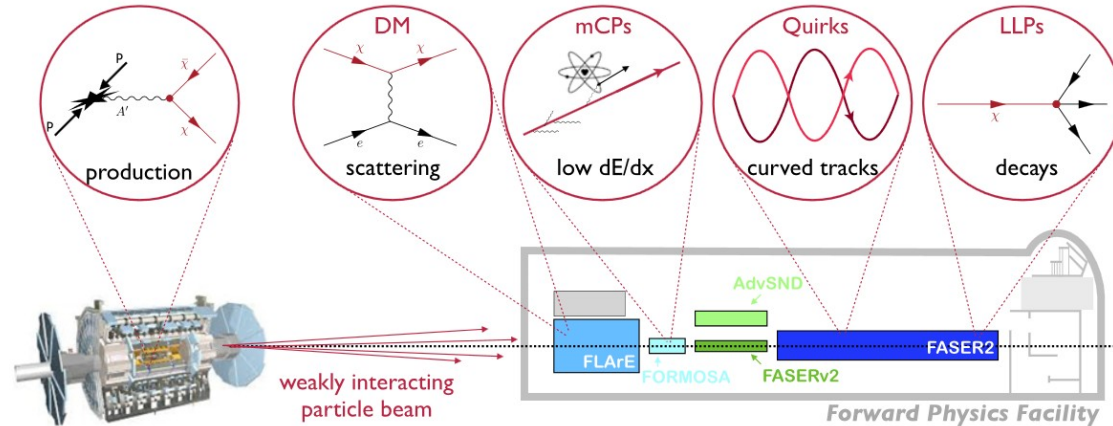 DM
mCPs
Quirks
LLPs
P
P
A′
χ̄
χ
production
χ
χ
e
e
scattering
low dE/dx
curved tracks
χ
decays
AdvSND
FLArE
FORMOSA
FASERv2
FASER2
weakly interacting
particle beam
Forward Physics Facility